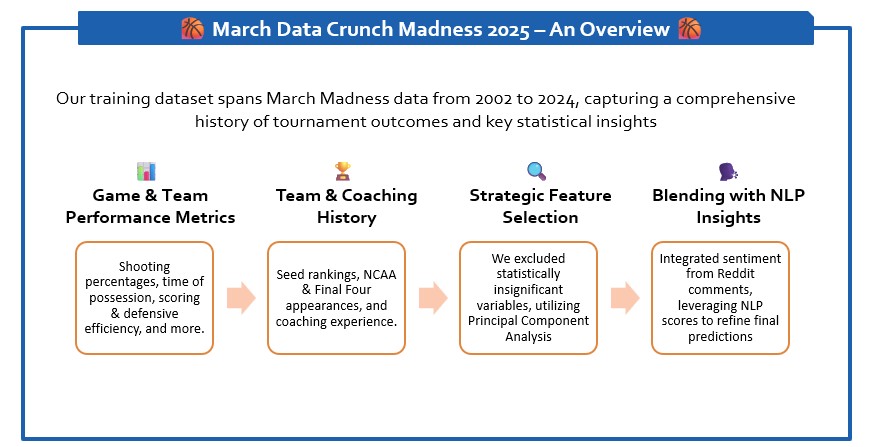 March Data Crunch Madness 2025 – An Overview
Our training dataset spans March Madness data from 2002 to 2024, capturing a comprehensive
history of tournament outcomes and key statistical insights
Game & Team
Performance Metrics
Shooting
percentages, time of
possession, scoring
& defensive
efficiency, and more.
Team & Coaching
History
Seed rankings, NCAA
& Final Four
appearances, and
coaching experience.
Strategic Feature
Selection
We excluded
statistically
insignificant
variables, utilizing
Principal Component
Analysis
Blending with NLP
Insights
Integrated sentiment
from Reddit
comments,
leveraging NLP
scores to refine final
predictions